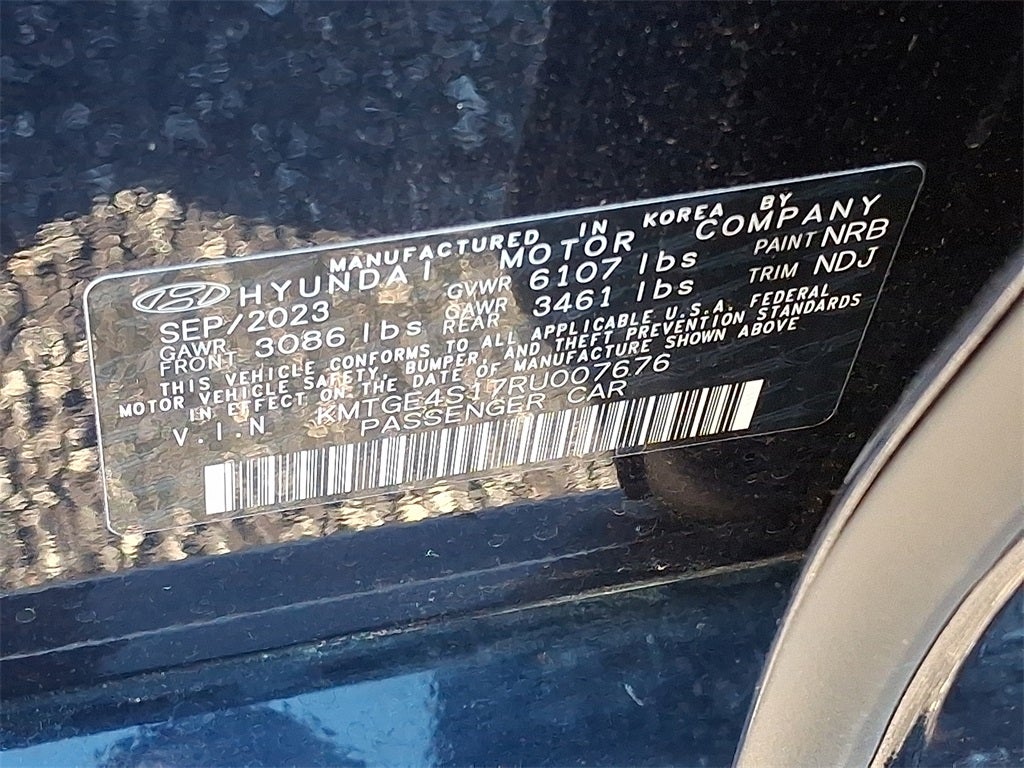 MANUFACTURED IN KOREA BY
HYUNDAI MOTOR COMPANY
SEP/2023 GVWR 6107 lbs PAINT NRB
GAWR FRONT 3086 lbs GAWR REAR 3461 lbs TRIM NDJ
THIS VEHICLE CONFORMS TO ALL APPLICABLE U.S.A. FEDERAL
MOTOR VEHICLE SAFETY, BUMPER, AND THEFT PREVENTION STANDARDS
IN EFFECT ON THE DATE OF MANUFACTURE SHOWN ABOVE
V.I.N KMTGE4S17RU007676
PASSENGER CAR